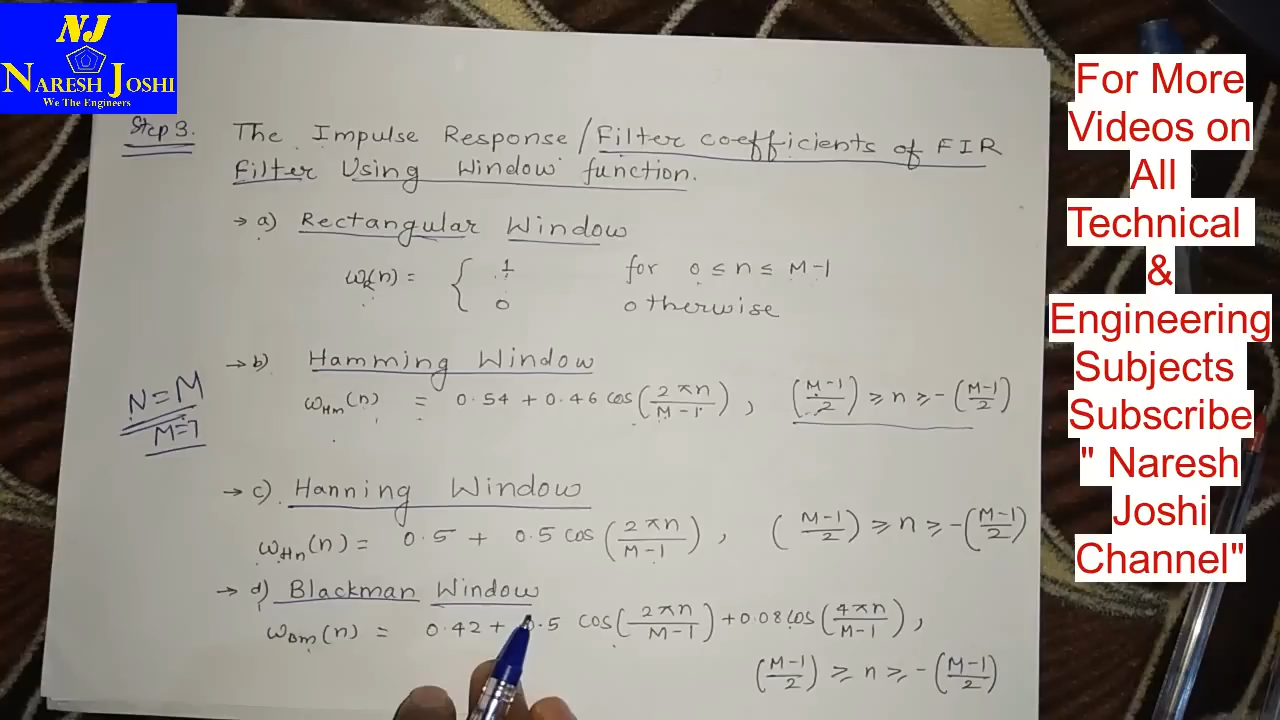 NJ
NARESH JOSHI
We The Engineers
Step 3. The Impulse Response / Filter coefficients of FIR
Filter Using Window function.
→ a) Rectangular Window
ωR(n) = { 1 for 0 ≤ n ≤ M-1
0 otherwise
→ b) Hamming Window
ωHm(n) = 0.54 + 0.46 cos(2πn/M-1), (M-1/2) ≥ n ≥ -(M-1/2)
N=M
M=7
→ c) Hanning Window
ωHn(n) = 0.5 + 0.5 cos(2πn/M-1), (M-1/2) ≥ n ≥ -(M-1/2)
→ d) Blackman Window
ωBm(n) = 0.42 + 0.5 cos(2πn/M-1) + 0.08 cos(4πn/M-1),
(M-1/2) ≥ n ≥ -(M-1/2)
For More
Videos on
All
Technical
&
Engineering
Subjects
Subscribe
" Naresh
Joshi
Channel"